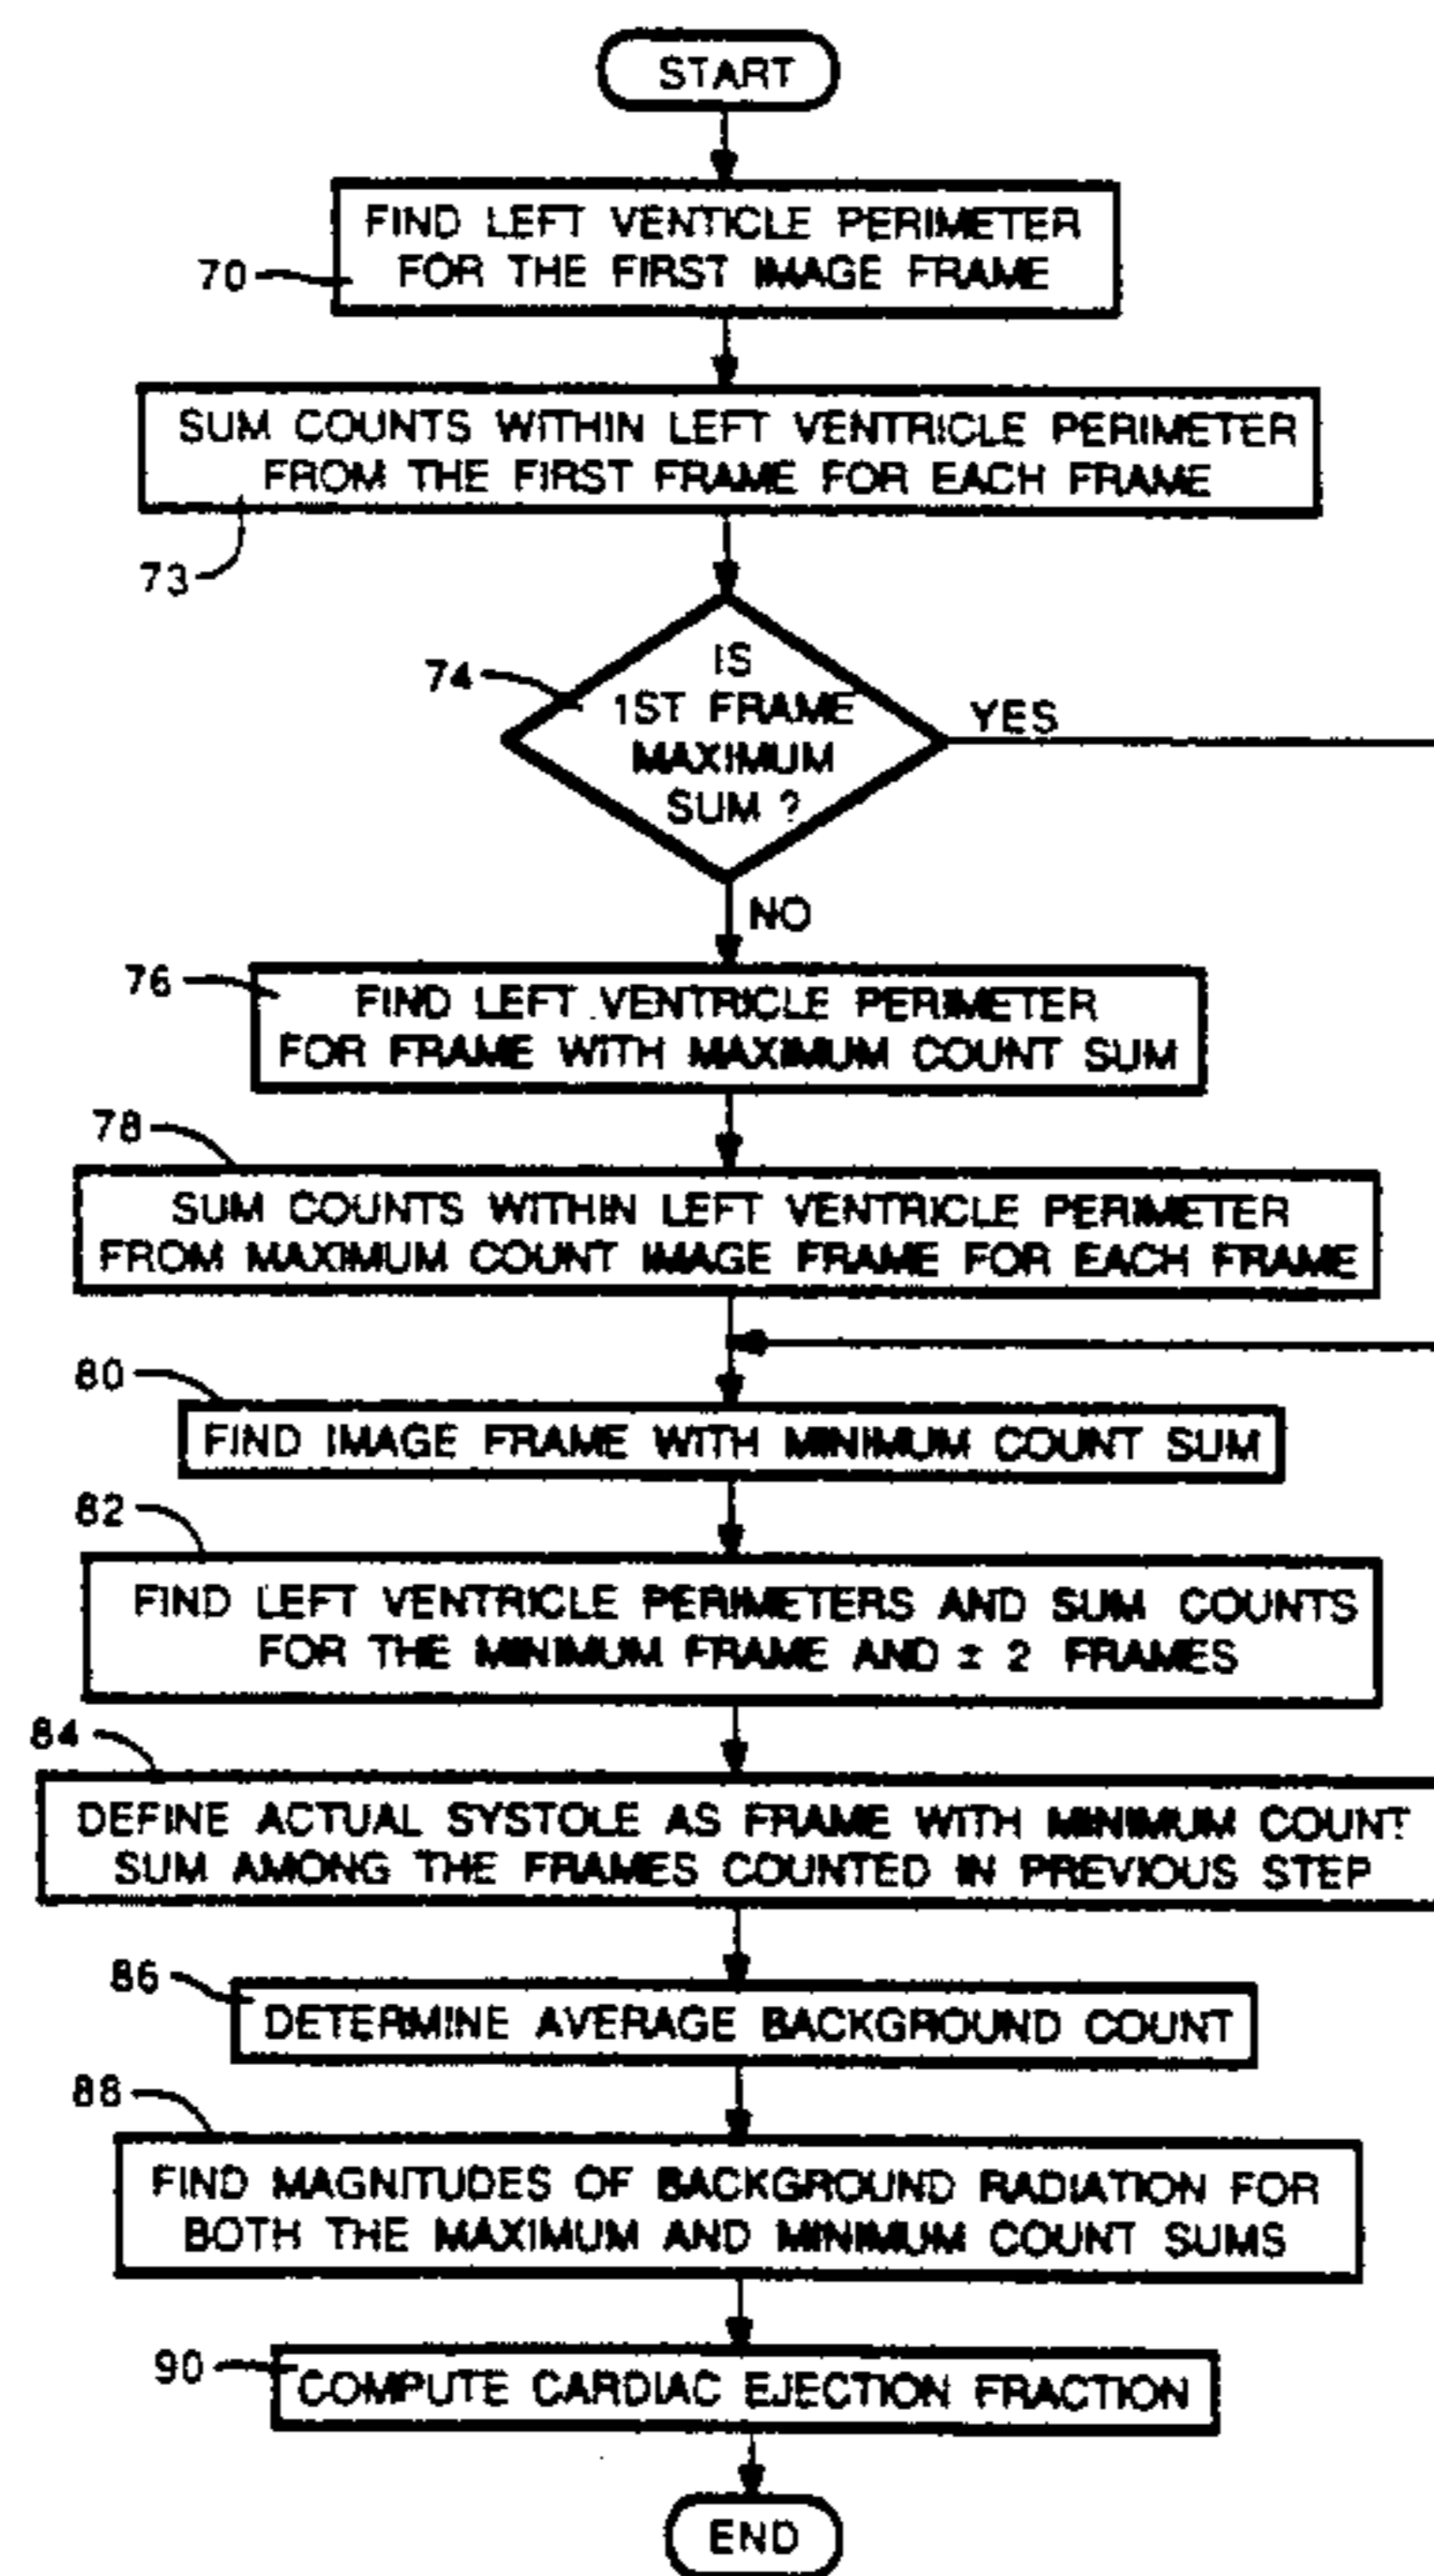 START
FIND LEFT VENTICLE PERIMETER
FOR THE FIRST IMAGE FRAME
70
SUM COUNTS WITHIN LEFT VENTRICLE PERIMETER
FROM THE FIRST FRAME FOR EACH FRAME
73
74
IS
1ST FRAME
MAXIMUM
SUM ?
YES
NO
76
FIND LEFT VENTRICLE PERIMETER
FOR FRAME WITH MAXIMUM COUNT SUM
78
SUM COUNTS WITHIN LEFT VENTRICLE PERIMETER
FROM MAXIMUM COUNT IMAGE FRAME FOR EACH FRAME
80
FIND IMAGE FRAME WITH MINIMUM COUNT SUM
82
FIND LEFT VENTRICLE PERIMETERS AND SUM COUNTS
FOR THE MINIMUM FRAME AND ± 2 FRAMES
84
DEFINE ACTUAL SYSTOLE AS FRAME WITH MINIMUM COUNT
SUM AMONG THE FRAMES COUNTED IN PREVIOUS STEP
86
DETERMINE AVERAGE BACKGROUND COUNT
88
FIND MAGNITUDES OF BACKGROUND RADIATION FOR
BOTH THE MAXIMUM AND MINIMUM COUNT SUMS
90
COMPUTE CARDIAC EJECTION FRACTION
END